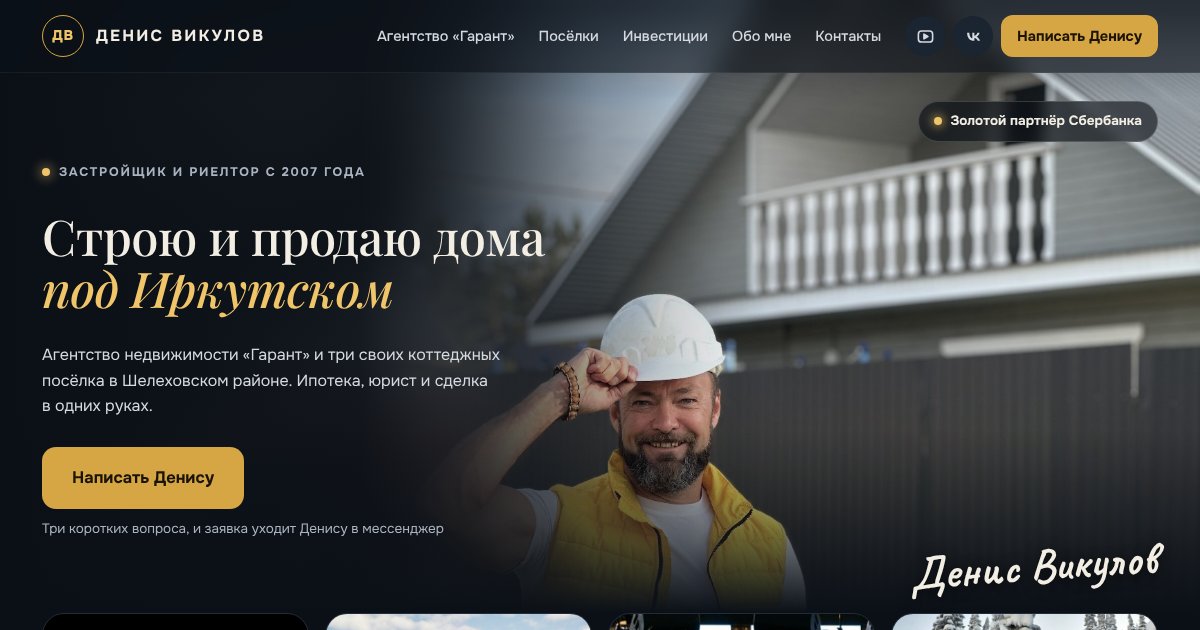 ДВ
ДЕНИС ВИКУЛОВ
Агентство «Гарант»
Посёлки
Инвестиции
Обо мне
Контакты
Написать Денису
Золотой партнёр Сбербанка
ЗАСТРОЙЩИК И РИЕЛТОР С 2007 ГОДА
Строю и продаю дома
под Иркутском
Агентство недвижимости «Гарант» и три своих коттеджных
посёлка в Шелеховском районе. Ипотека, юрист и сделка
в одних руках.
Написать Денису
Три коротких вопроса, и заявка уходит Денису в мессенджер
Денис Викулов